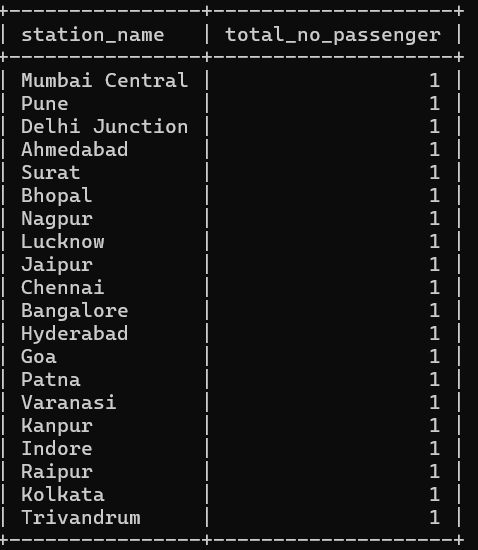 +-----------------+--------------------+
| station_name    | total_no_passenger |
+-----------------+--------------------+
| Mumbai Central  |                  1 |
| Pune            |                  1 |
| Delhi Junction  |                  1 |
| Ahmedabad       |                  1 |
| Surat           |                  1 |
| Bhopal          |                  1 |
| Nagpur          |                  1 |
| Lucknow         |                  1 |
| Jaipur          |                  1 |
| Chennai         |                  1 |
| Bangalore       |                  1 |
| Hyderabad       |                  1 |
| Goa             |                  1 |
| Patna           |                  1 |
| Varanasi        |                  1 |
| Kanpur          |                  1 |
| Indore          |                  1 |
| Raipur          |                  1 |
| Kolkata         |                  1 |
| Trivandrum      |                  1 |
+-----------------+--------------------+